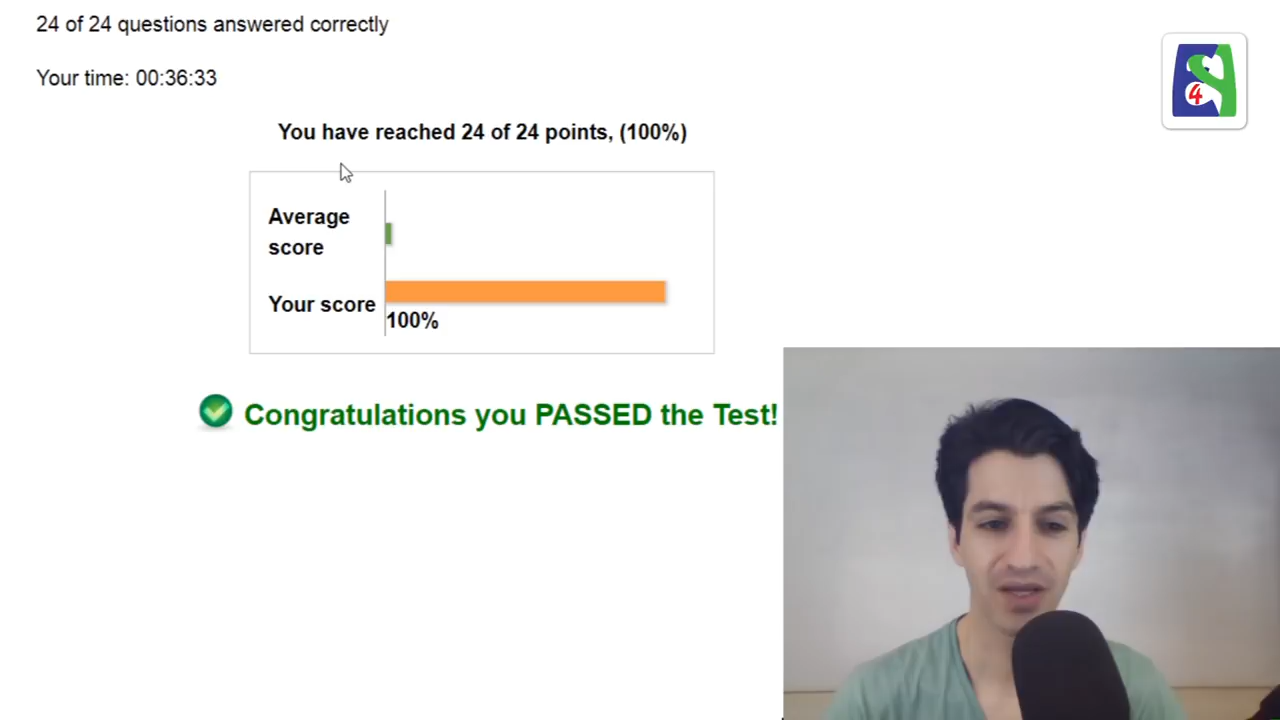 24 of 24 questions answered correctly
Your time: 00:36:33
You have reached 24 of 24 points, (100%)
Average
score
Your score
100%
Congratulations you PASSED the Test!
4